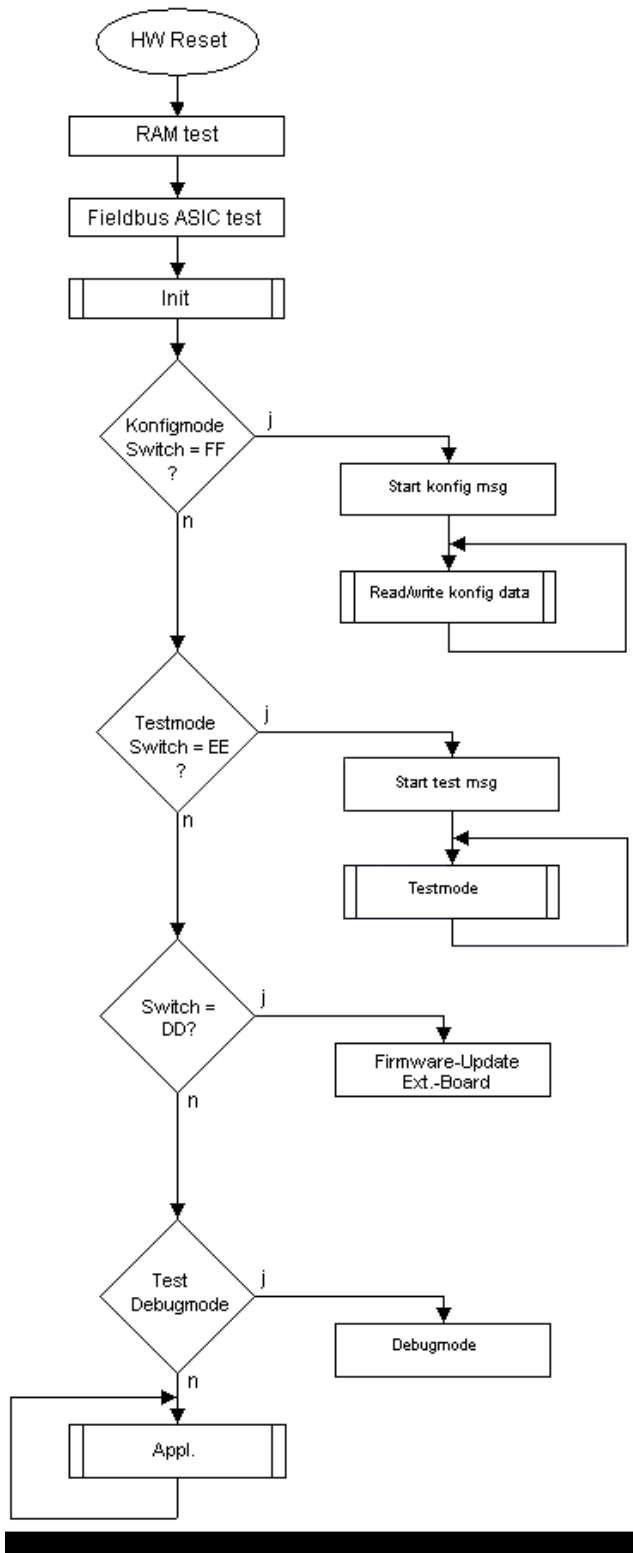 HW Reset
RAM test
Fieldbus ASIC test
Init
Konfigmode
Switch = FF
?
j
n
Start konfig msg
Read/write konfig data
Testmode
Switch = EE
?
j
n
Start test msg
Testmode
Switch =
DD?
j
n
Firmware-Update
Ext.-Board
Test
Debugmode
j
n
Debugmode
Appl.